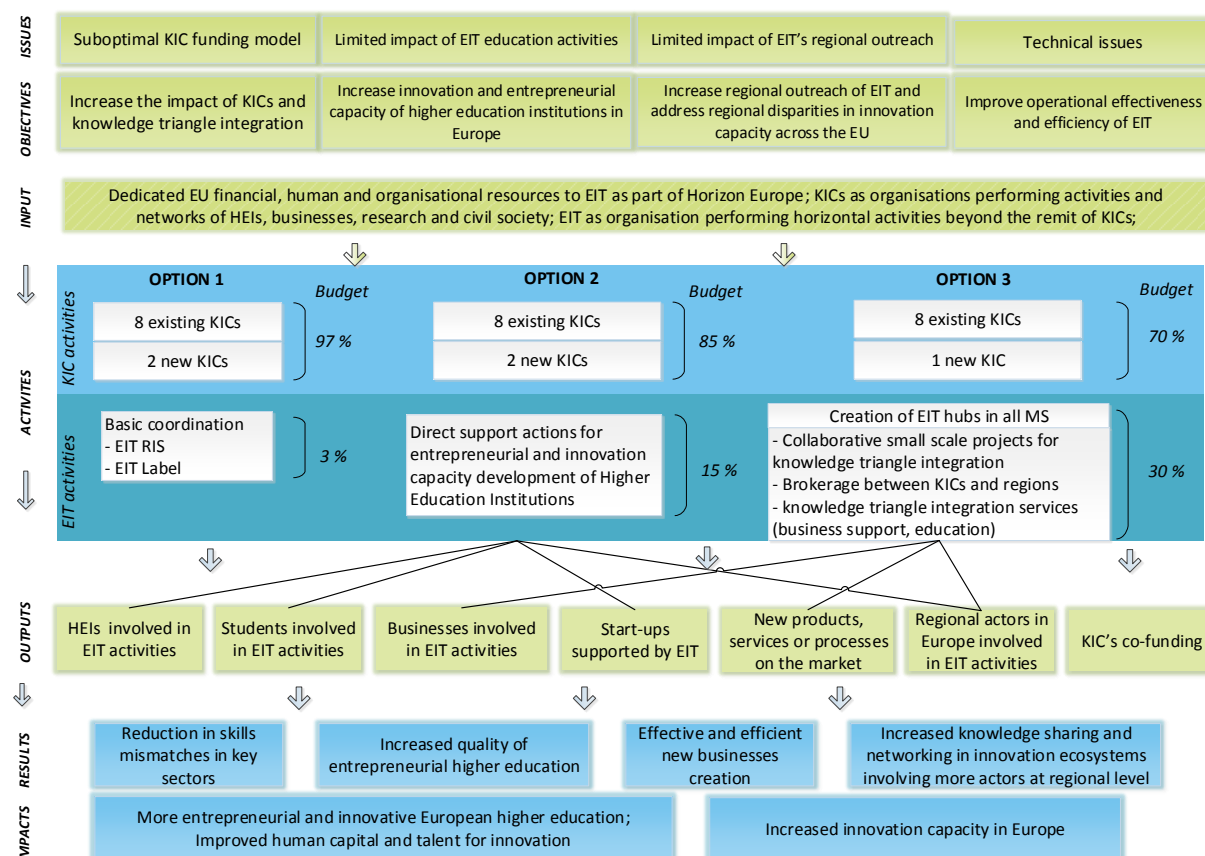 ISSUES
Suboptimal KIC funding model
Limited impact of EIT education activities
Limited impact of EIT's regional outreach
Technical issues
OBJECTIVES
Increase the impact of KICs and
knowledge triangle integration
Increase innovation and entrepreneurial
capacity of higher education institutions in
Europe
Increase regional outreach of EIT and
address regional disparities in innovation
capacity across the EU
Improve operational effectiveness
and efficiency of EIT
INPUT
Dedicated EU financial, human and organisational resources to EIT as part of Horizon Europe; KICs as organisations performing activities and
networks of HEIs, businesses, research and civil society; EIT as organisation performing horizontal activities beyond the remit of KICs;
ACTIVITES
KIC activities
OPTION 1
Budget
8 existing KICs
2 new KICs
97 %
OPTION 2
Budget
8 existing KICs
2 new KICs
85 %
OPTION 3
Budget
8 existing KICs
1 new KIC
70 %
EIT activities
Basic coordination
- EIT RIS
- EIT Label
3 %
Direct support actions for
entrepreneurial and innovation
capacity development of Higher
Education Institutions
15 %
Creation of EIT hubs in all MS
- Collaborative small scale projects for
knowledge triangle integration
- Brokerage between KICs and regions
- knowledge triangle integration services
(business support, education)
30 %
OUTPUTS
HEIs involved in
EIT activities
Students involved
in EIT activities
Businesses involved
in EIT activities
Start-ups
supported by EIT
New products,
services or processes
on the market
Regional actors in
Europe involved
in EIT activities
KIC's co-funding
RESULTS
Reduction in skills
mismatches in key
sectors
Increased quality of
entrepreneurial higher education
Effective and efficient
new businesses
creation
Increased knowledge sharing and
networking in innovation ecosystems
involving more actors at regional level
IMPACTS
More entrepreneurial and innovative European higher education;
Improved human capital and talent for innovation
Increased innovation capacity in Europe